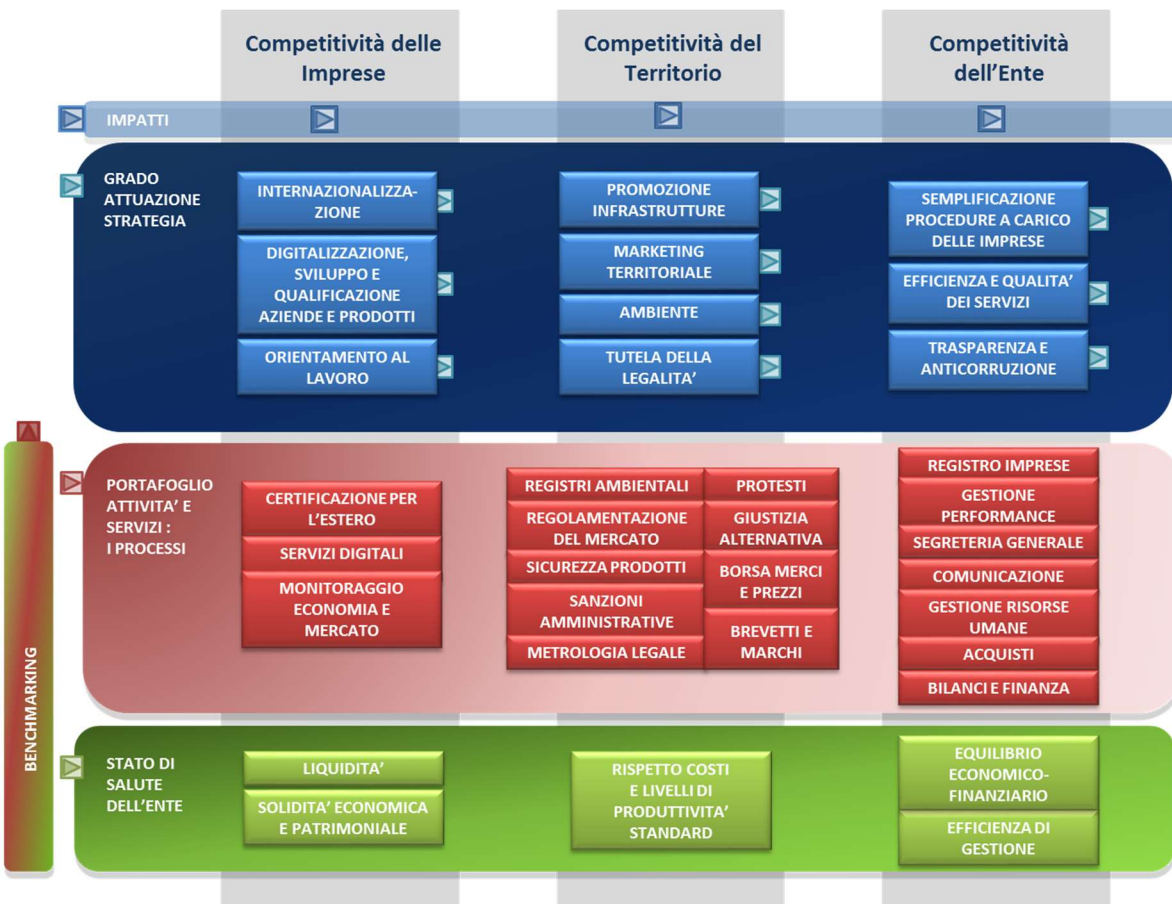 Competitività delle
Imprese
Competitività del
Territorio
Competitività
dell'Ente
IMPATTI
GRADO
ATTUAZIONE
STRATEGIA
INTERNAZIONALIZZA-
ZIONE
DIGITALIZZAZIONE,
SVILUPPO E
QUALIFICAZIONE
AZIENDE E PRODOTTI
ORIENTAMENTO AL
LAVORO
PROMOZIONE
INFRASTRUTTURE
MARKETING
TERRITORIALE
AMBIENTE
TUTELA DELLA
LEGALITA'
SEMPLIFICAZIONE
PROCEDURE A CARICO
DELLE IMPRESE
EFFICIENZA E QUALITA'
DEI SERVIZI
TRASPARENZA E
ANTICORRUZIONE
BENCHMARKING
PORTAFOGLIO
ATTIVITA' E
SERVIZI :
I PROCESSI
CERTIFICAZIONE PER
L'ESTERO
SERVIZI DIGITALI
MONITORAGGIO
ECONOMIA E
MERCATO
REGISTRI AMBIENTALI
REGOLAMENTAZIONE
DEL MERCATO
SICUREZZA PRODOTTI
SANZIONI
AMMINISTRATIVE
METROLOGIA LEGALE
PROTESTI
GIUSTIZIA
ALTERNATIVA
BORSA MERCI
E PREZZI
BREVETTI E
MARCHI
REGISTRO IMPRESE
GESTIONE
PERFORMANCE
SEGRETERIA GENERALE
COMUNICAZIONE
GESTIONE RISORSE
UMANE
ACQUISTI
BILANCI E FINANZA
STATO DI
SALUTE
DELL'ENTE
LIQUIDITA'
SOLIDITA' ECONOMICA
E PATRIMONIALE
RISPETTO COSTI
E LIVELLI DI
PRODUTTIVITA'
STANDARD
EQUILIBRIO
ECONOMICO-
FINANZIARIO
EFFICIENZA DI
GESTIONE